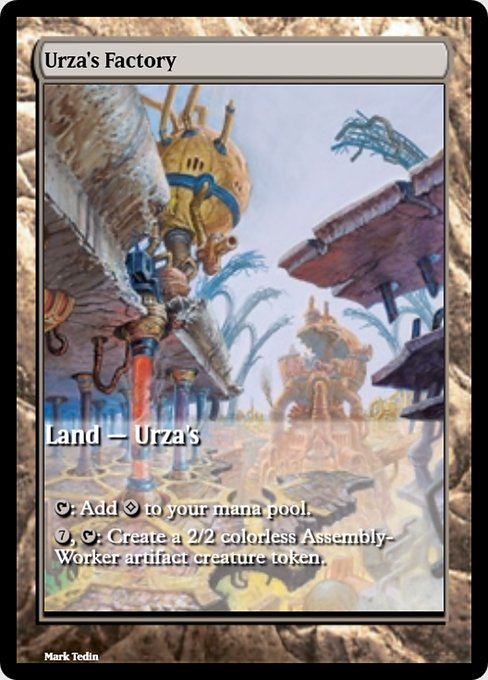 Urza's Factory
Land — Urza's
: Add to your mana pool.
7, : Create a 2/2 colorless Assembly-
Worker artifact creature token.
Mark Tedin